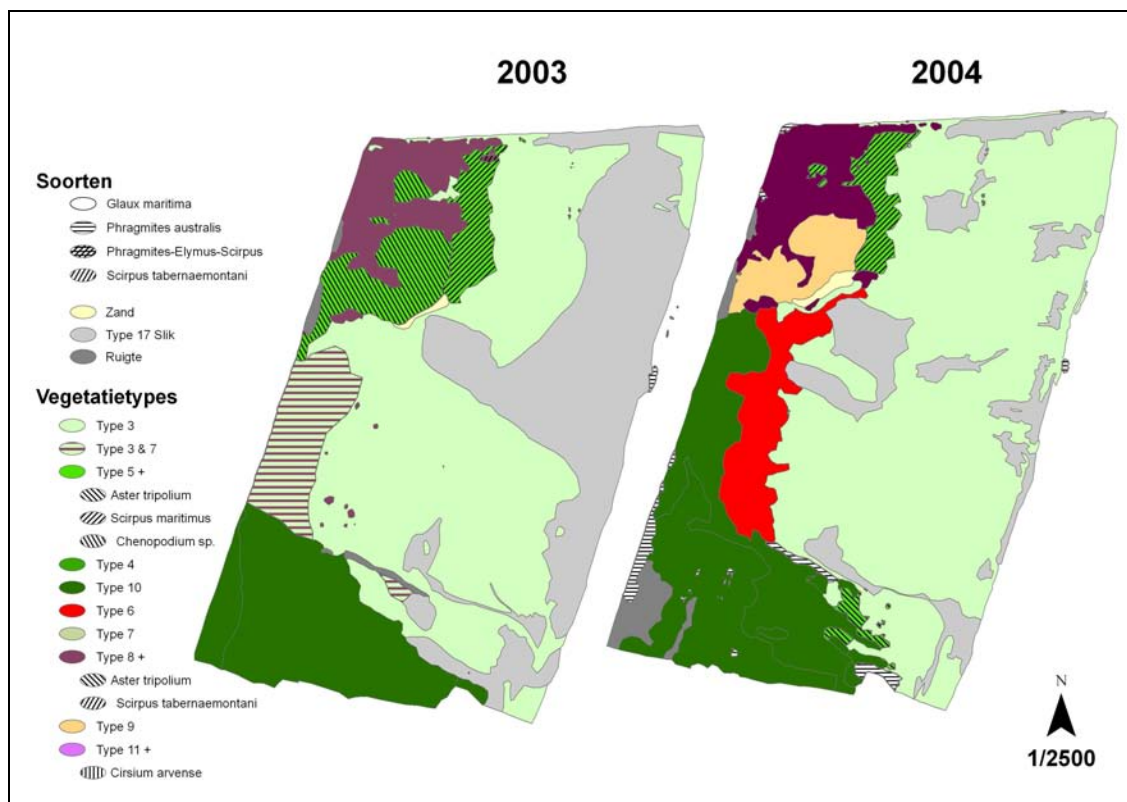 2003
2004
Soorten
Glaux maritima
Phragmites australis
Phragmites-Elymus-Scirpus
Scirpus tabernaemontani
Zand
Type 17 Slik
Ruigte
Vegetatietypes
Type 3
Type 3 & 7
Type 5 +
Aster tripolium
Scirpus maritimus
Chenopodium sp.
Type 4
Type 10
Type 6
Type 7
Type 8 +
Aster tripolium
Scirpus tabernaemontani
Type 9
Type 11 +
Cirsium arvense
N
1/2500